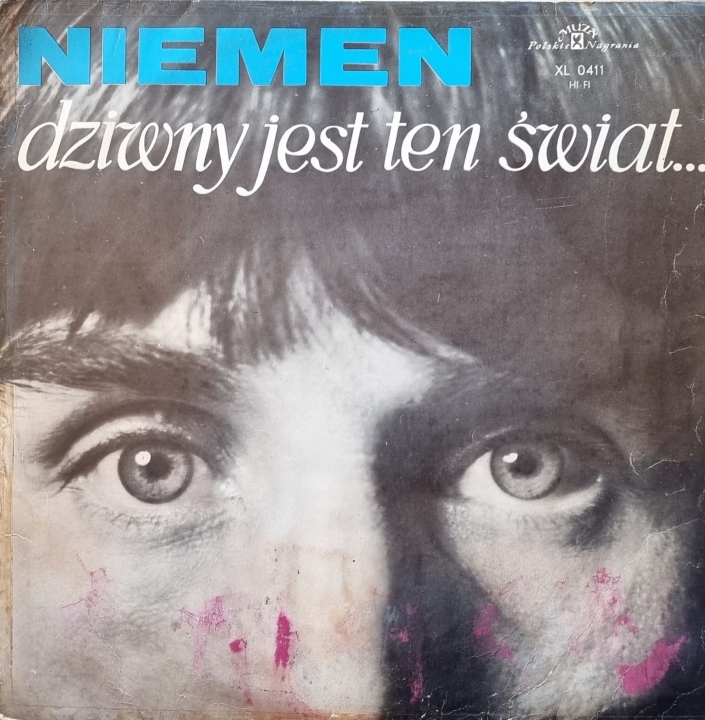 NIEMEN
MUZA
Polskie Nagrania
XL 0411
HI-FI
dziwny jest ten świat...